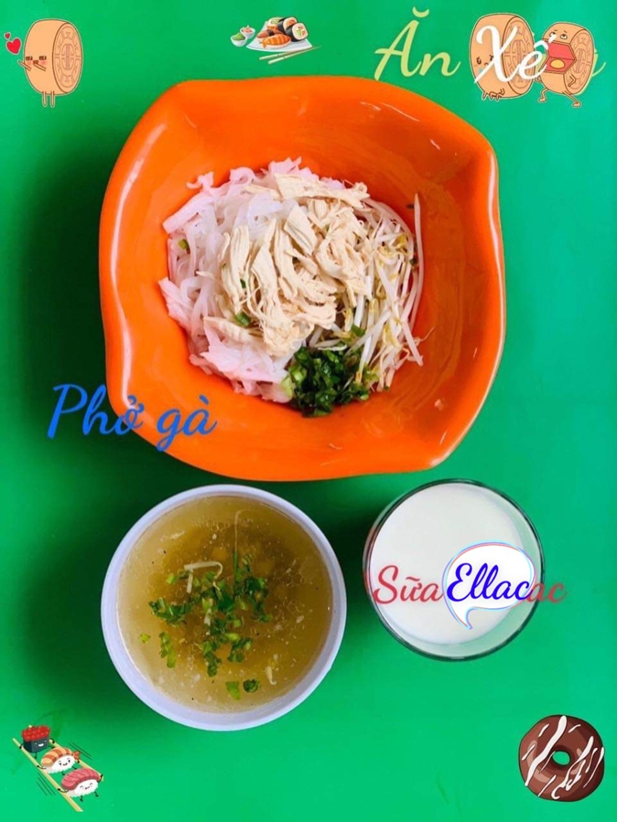 Ăn Xế
Phở gà
Sữa Ellacac